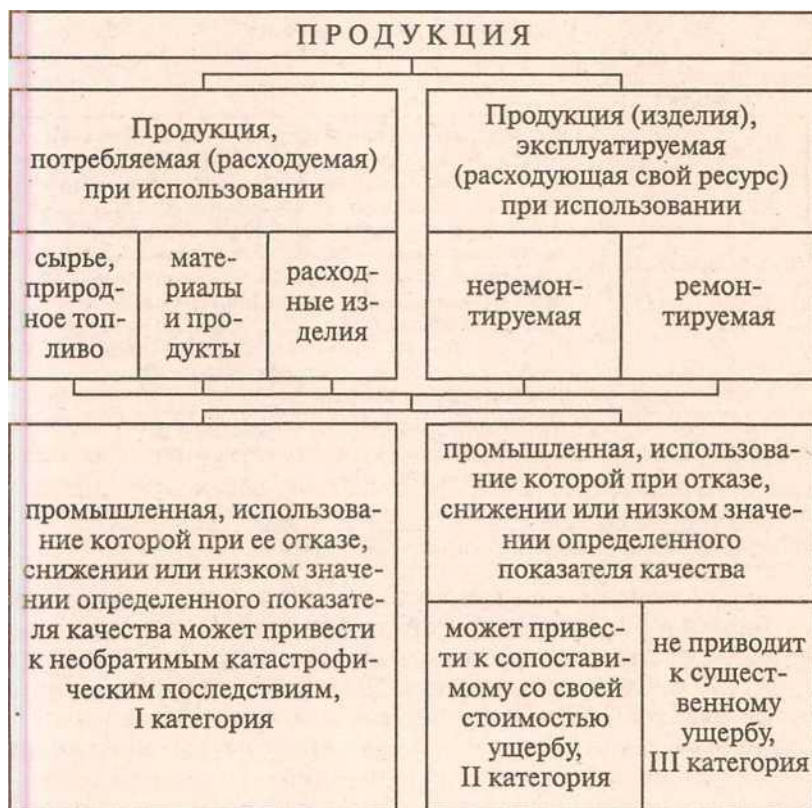 ПРОДУКЦИЯ
Продукция,
потребляемая (расходуемая)
при использовании
Продукция (изделия),
эксплуатируемая
(расходующая свой ресурс)
при использовании
сырье,
природ-
ное топ-
ливо
мате-
риалы
и про-
дукты
расход-
ные из-
делия
неремон-
тируемая
ремон-
тируемая
промышленная, использова-
ние которой при ее отказе,
снижении или низком значе-
нии определенного показате-
ля качества может привести
к необратимым катастрофи-
ческим последствиям,
I категория
промышленная, использова-
ние которой при отказе,
снижении или низком значе-
нии определенного
показателя качества
может привес-
ти к сопостави-
мому со своей
стоимостью
ущербу,
II категория
не приводит
к сущест-
венному
ущербу,
III категория